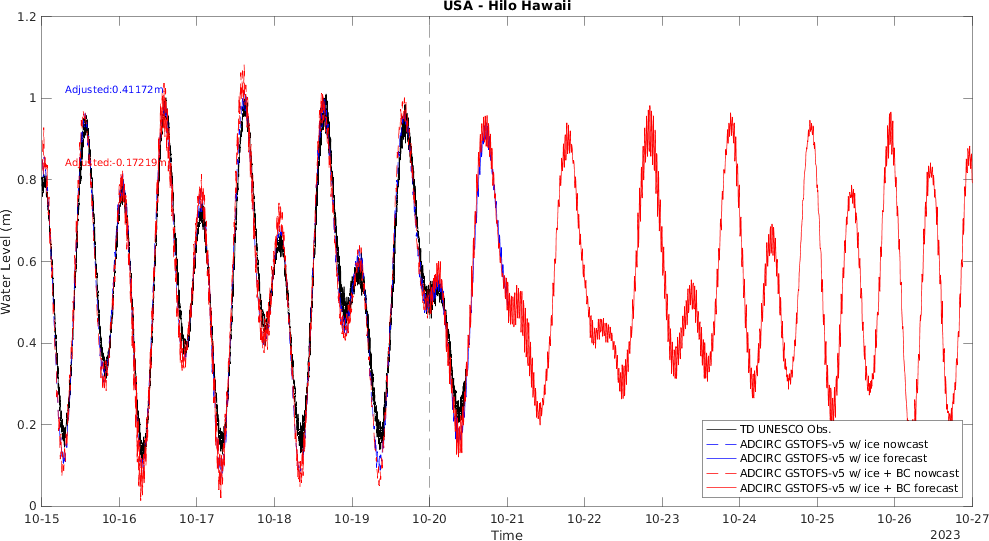 USA - Hilo Hawaii
1.2
1
0.8
0.6
0.4
0.2
0
Water Level (m)
Adjusted:0.41172m
Adjusted:-0.17219m
TD UNESCO Obs.
ADCIRC GSTOFS-v5 w/ ice nowcast
ADCIRC GSTOFS-v5 w/ ice forecast
ADCIRC GSTOFS-v5 w/ ice + BC nowcast
ADCIRC GSTOFS-v5 w/ ice + BC forecast
10-15 10-16 10-17 10-18 10-19 10-20 10-21 10-22 10-23 10-24 10-25 10-26 10-27
Time
2023